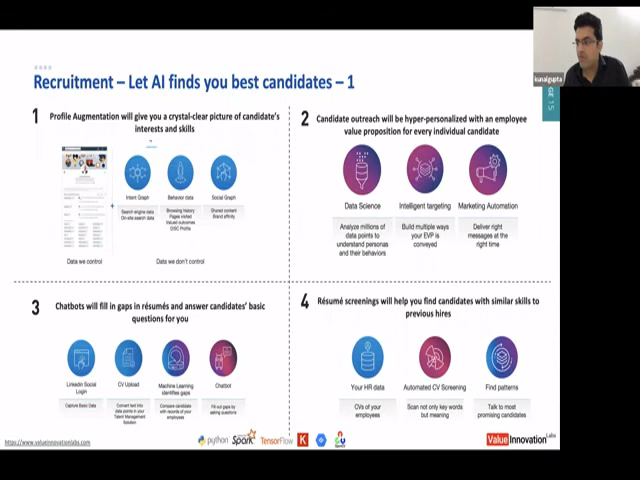 kunalgupta
Recruitment – Let AI finds you best candidates – 1
GE 15
1
Profile Augmentation will give you a crystal-clear picture of candidate's
interests and skills
Intent Graph
Behavior data
Social Graph
Search engine data
On-site search data
Browsing history
Pages visited
Valued outcomes
DISC Profile
Shared content
Brand affinity
Data we control
Data we don't control
2
Candidate outreach will be hyper-personalized with an employee
value proposition for every individual candidate
Data Science
Intelligent targeting
Marketing Automation
Analyze millions of
data points to
understand personas
and their behaviors
Build multiple ways
your EVP is
conveyed
Deliver right
messages at the
right time
3
Chatbots will fill in gaps in résumés and answer candidates' basic
questions for you
LinkedIn Social
Login
CV Upload
Machine Learning
identifies gaps
Chatbot
Capture Basic Data
Convert text into
data points in your
Talent Management
Solution
Compare candidate
with records of your
employees
Fill out gaps by
asking questions
4
Résumé screenings will help you find candidates with similar skills to
previous hires
Your HR data
Automated CV Screening
Find patterns
CVs of your
employees
Scan not only key words
but meaning
Talk to most
promising candidates
https://www.valueinnovationlabs.com
python
Spark
TensorFlow
K
Value Innovation Labs